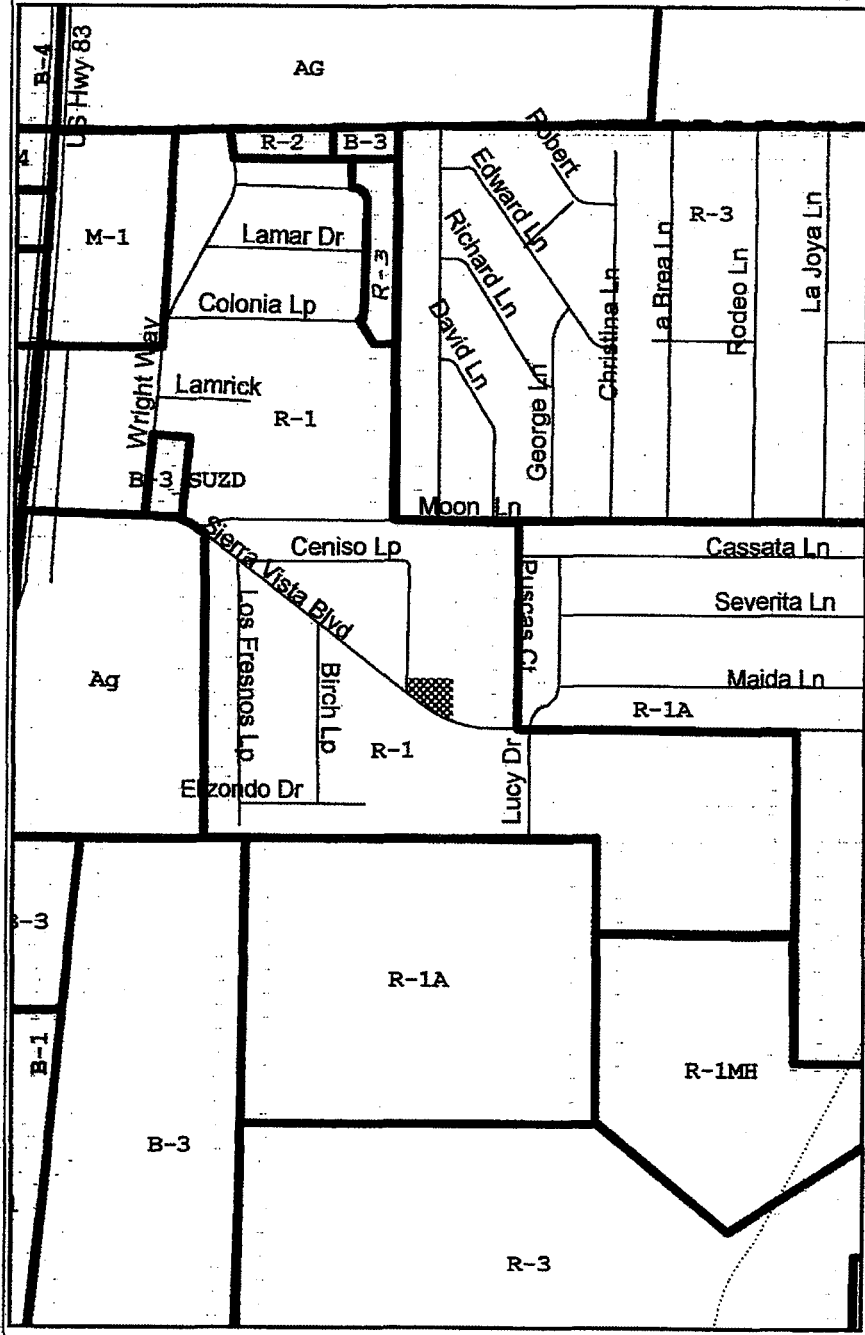 B-4
US Hwy 83
AG
4
R-2
B-3
M-1
Lamar Dr
R-3
Colonia Lp
Wright Way
Lamrick
R-1
B-3
SUZD
Robert
Edward Ln
Richard Ln
David Ln
George Ln
Christina Ln
a Brea Ln
R-3
Rodeo Ln
La Joya Ln
Moon Ln
Sierra Vista Blvd
Ceniso Lp
Cassata Ln
Puscas Ct
Severita Ln
Maida Ln
R-1A
Ag
Los Fresnos Lp
Birch Lp
R-1
Elizondo Dr
Lucy Dr
B-3
R-1A
B-1
R-1MH
B-3
R-3